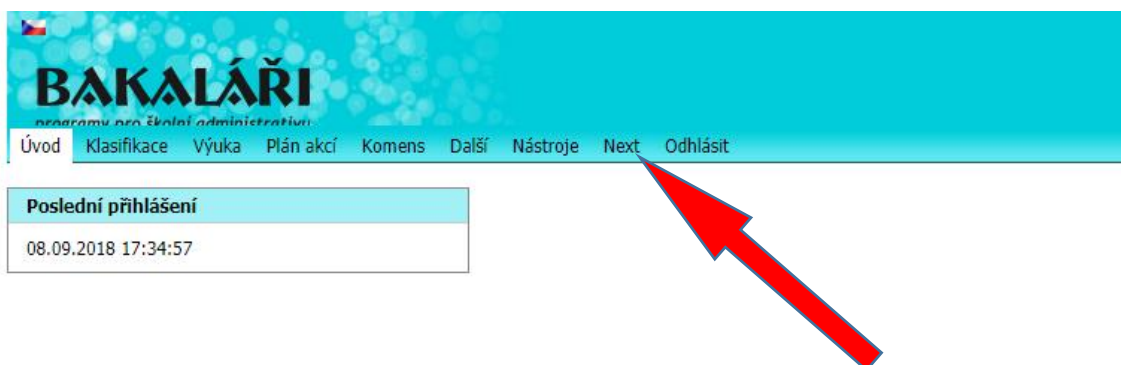 BAKALÁŘI
programy pro školní administrativu
Úvod Klasifikace Výuka Plán akcí Komens Další Nástroje Next Odhlásit
Poslední přihlášení
08.09.2018 17:34:57